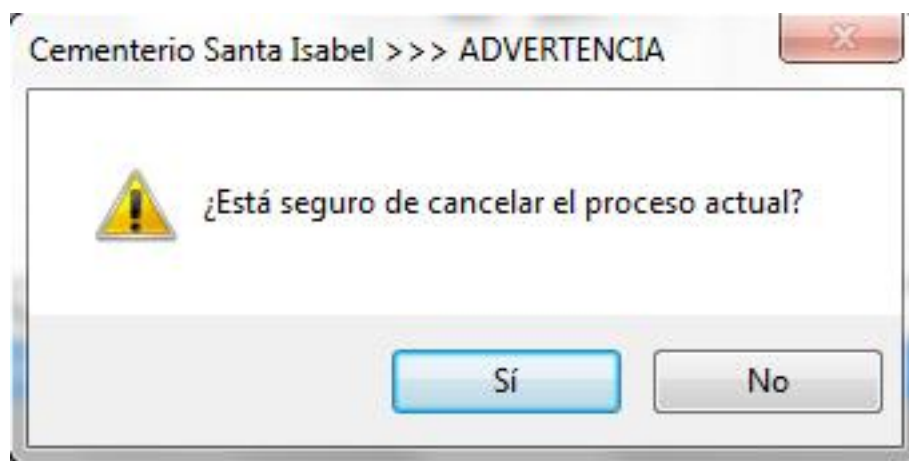 Cementerio Santa Isabel >>> ADVERTENCIA
¿Está seguro de cancelar el proceso actual?
Sí No